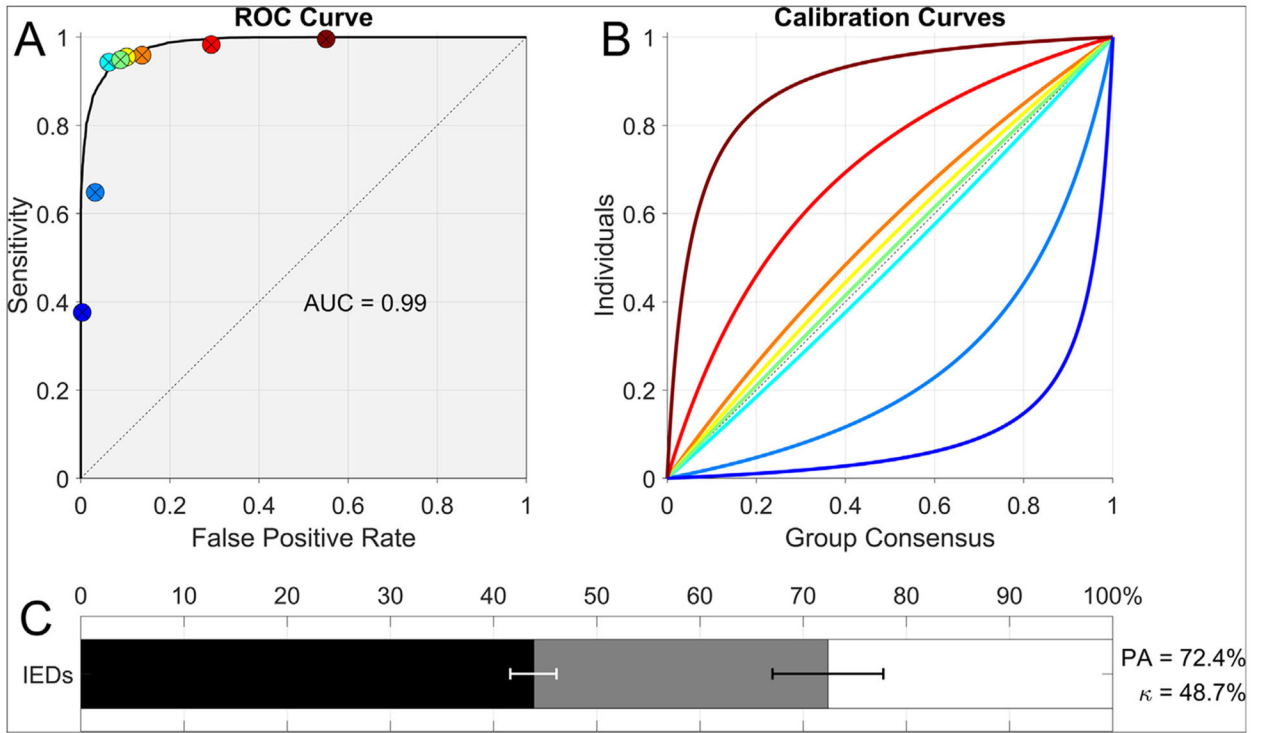 A
ROC Curve
1
0.8
0.6
0.4
0.2
0
Sensitivity
AUC = 0.99
0 0.2 0.4 0.6 0.8 1
False Positive Rate
B
Calibration Curves
1
0.8
0.6
0.4
0.2
0
Individuals
0 0.2 0.4 0.6 0.8 1
Group Consensus
C
0 10 20 30 40 50 60 70 80 90 100%
IEDs
PA = 72.4%
κ = 48.7%